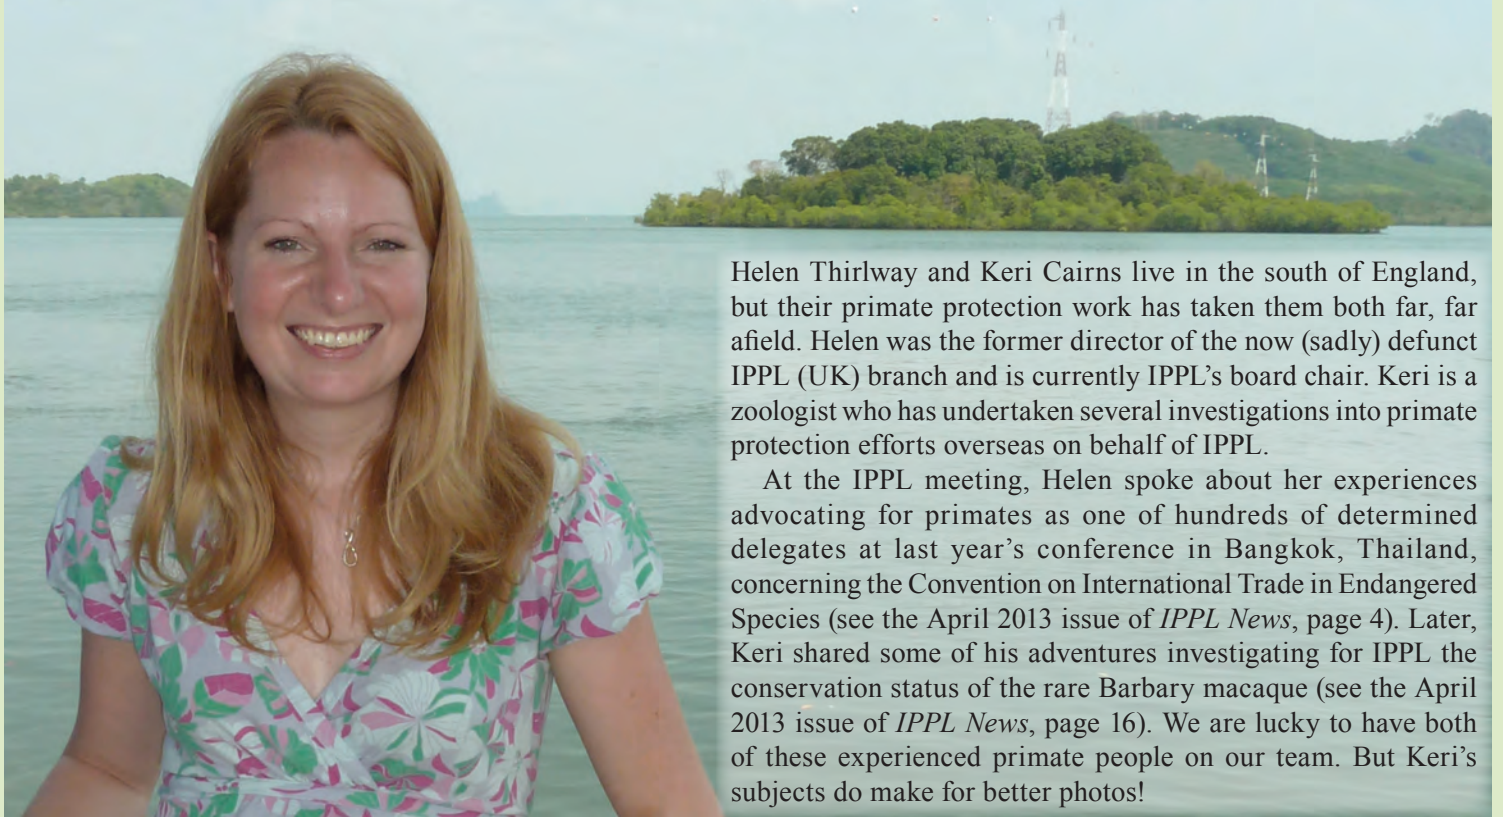 Helen Thirlway and Keri Cairns live in the south of England,
but their primate protection work has taken them both far, far
afield. Helen was the former director of the now (sadly) defunct
IPPL (UK) branch and is currently IPPL's board chair. Keri is a
zoologist who has undertaken several investigations into primate
protection efforts overseas on behalf of IPPL.
At the IPPL meeting, Helen spoke about her experiences
advocating for primates as one of hundreds of determined
delegates at last year's conference in Bangkok, Thailand,
concerning the Convention on International Trade in Endangered
Species (see the April 2013 issue of IPPL News, page 4). Later,
Keri shared some of his adventures investigating for IPPL the
conservation status of the rare Barbary macaque (see the April
2013 issue of IPPL News, page 16). We are lucky to have both
of these experienced primate people on our team. But Keri's
subjects do make for better photos!